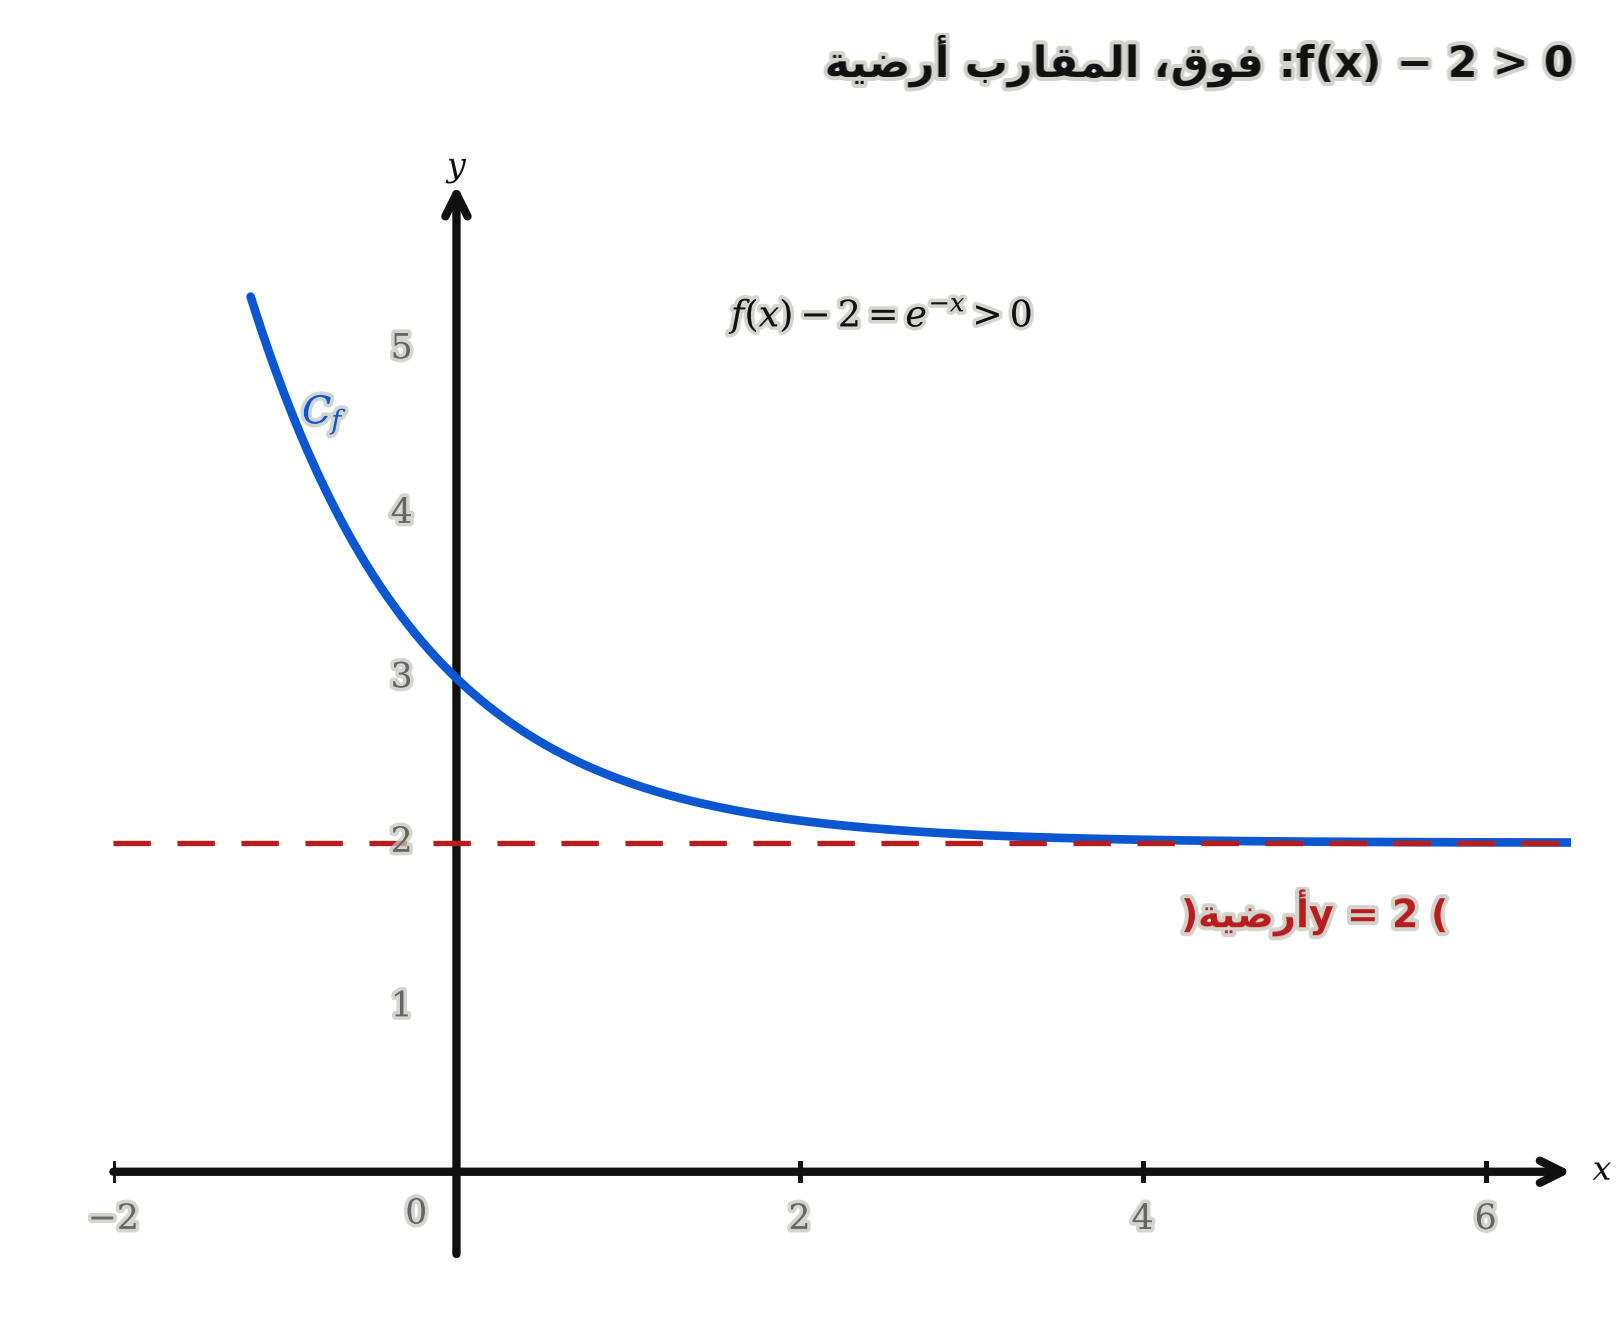 f(x) − 2 > 0: فوق، المقارب أرضية
y
f(x) − 2 = e^{−x} > 0
5
C_f
4
3
2
y = 2 (أرضية)
1
x
−2 0 2 4 6